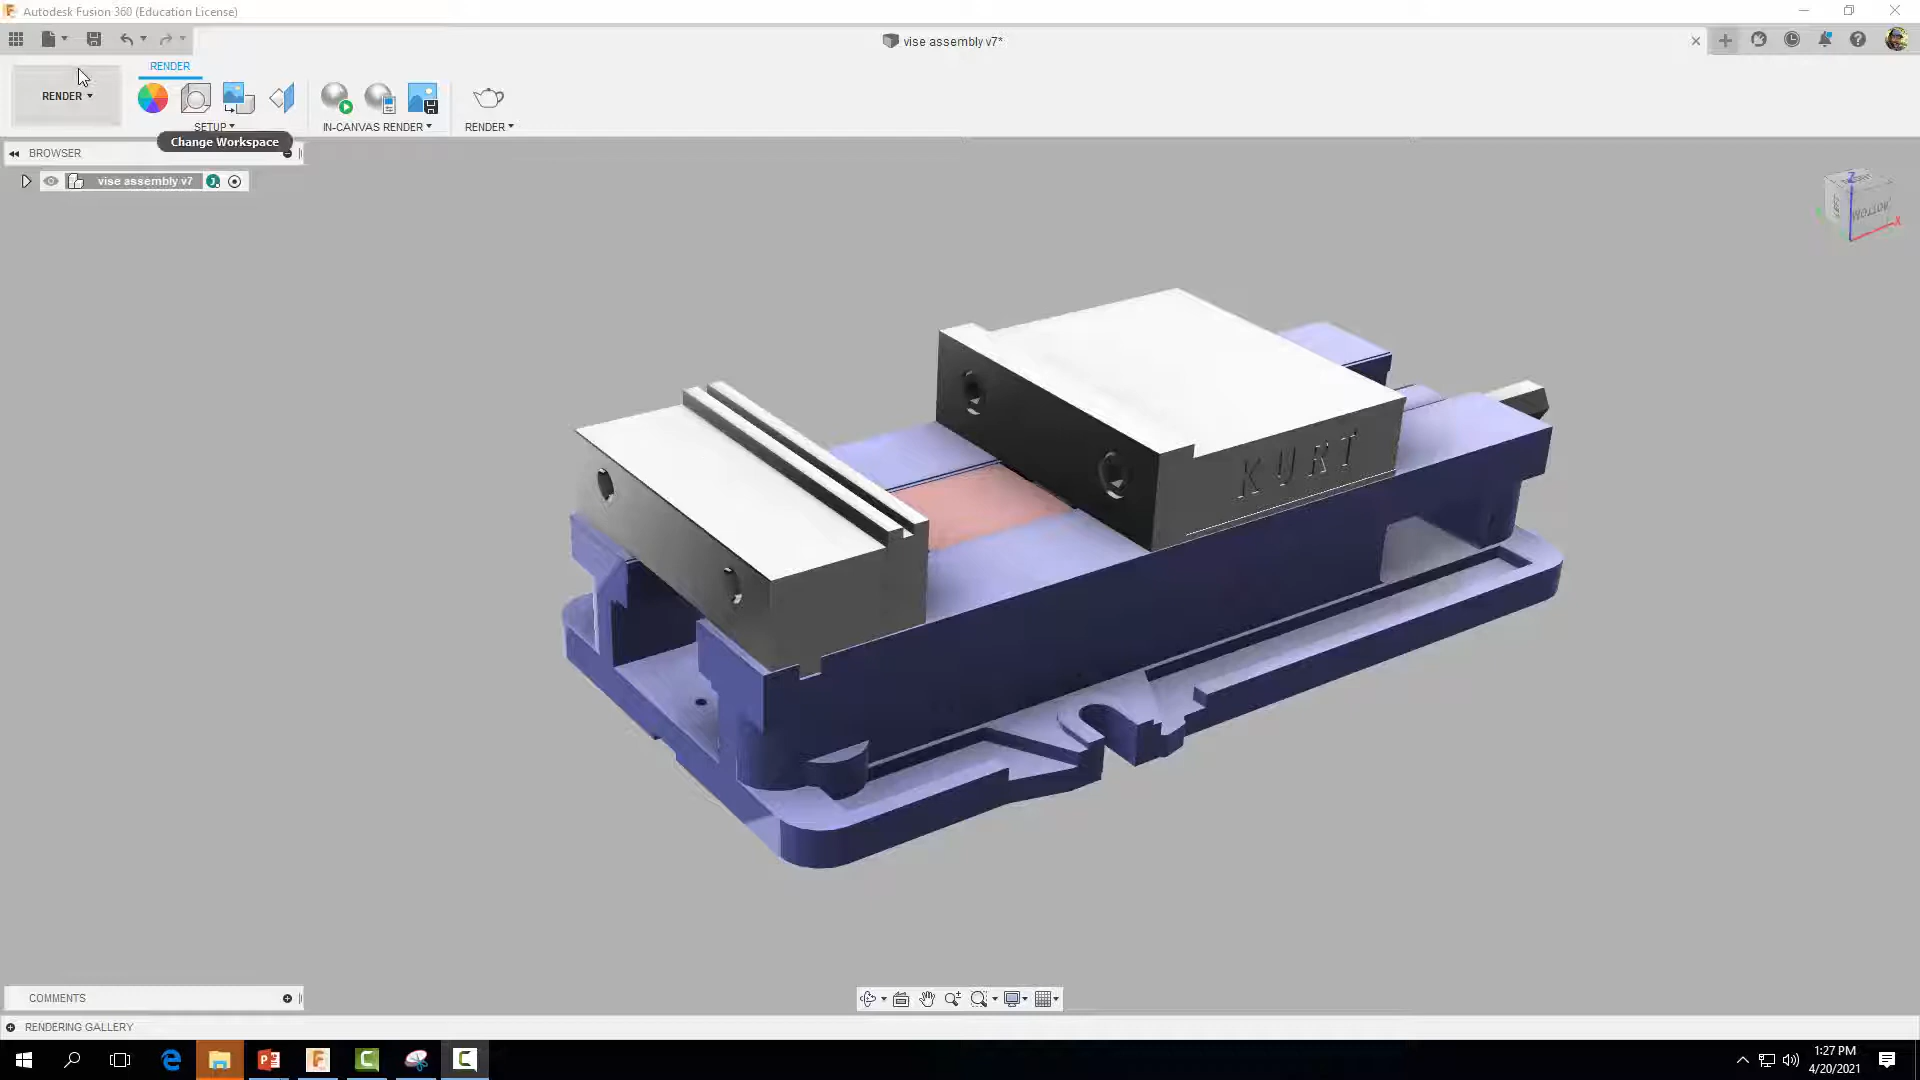 Autodesk Fusion 360 (Education License)
vise assembly v7*
RENDER
RENDER
SETUP
IN-CANVAS RENDER
RENDER
Change Workspace
BROWSER
vise assembly v7
Z
X
BOTTOM
KURT
COMMENTS
RENDERING GALLERY
1:27 PM
4/20/2021